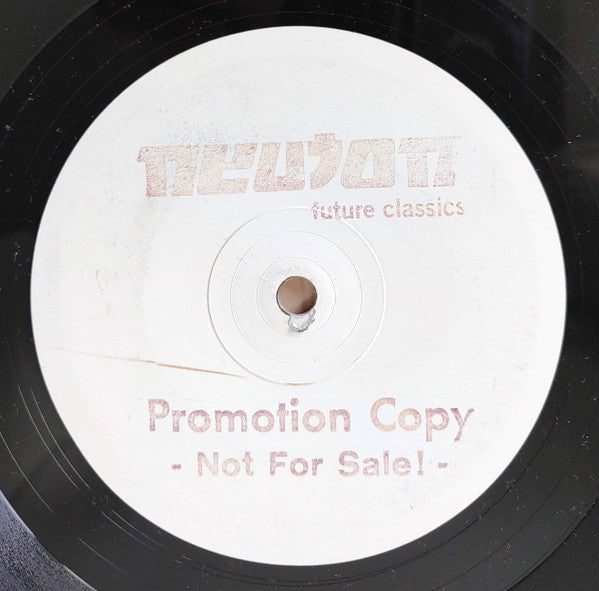 neuton
future classics
Promotion Copy
- Not For Sale! -